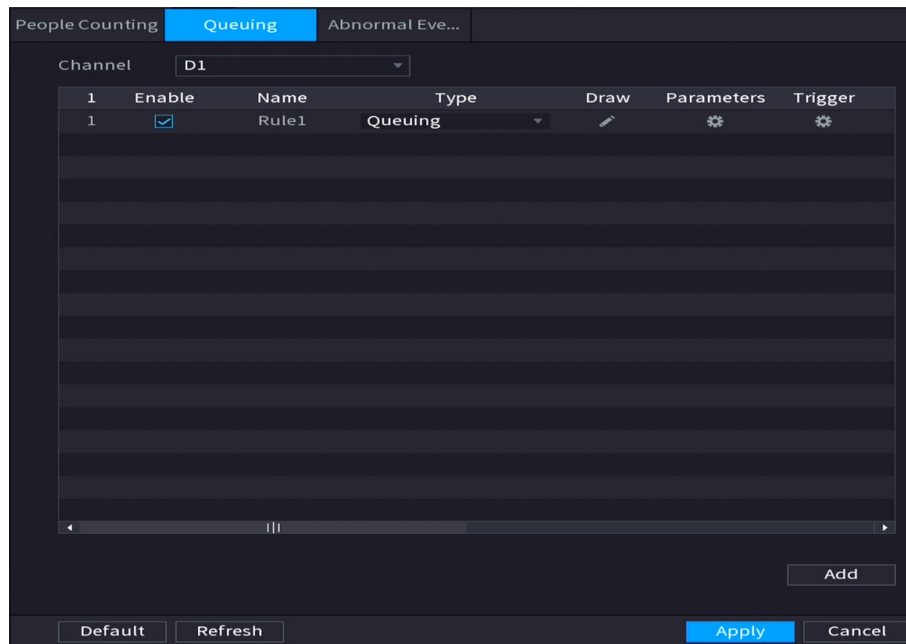 People Counting Queuing Abnormal Eve...
Channel D1
1 Enable Name Type Draw Parameters Trigger
1 Rule1 Queuing
Add
Default Refresh Apply Cancel